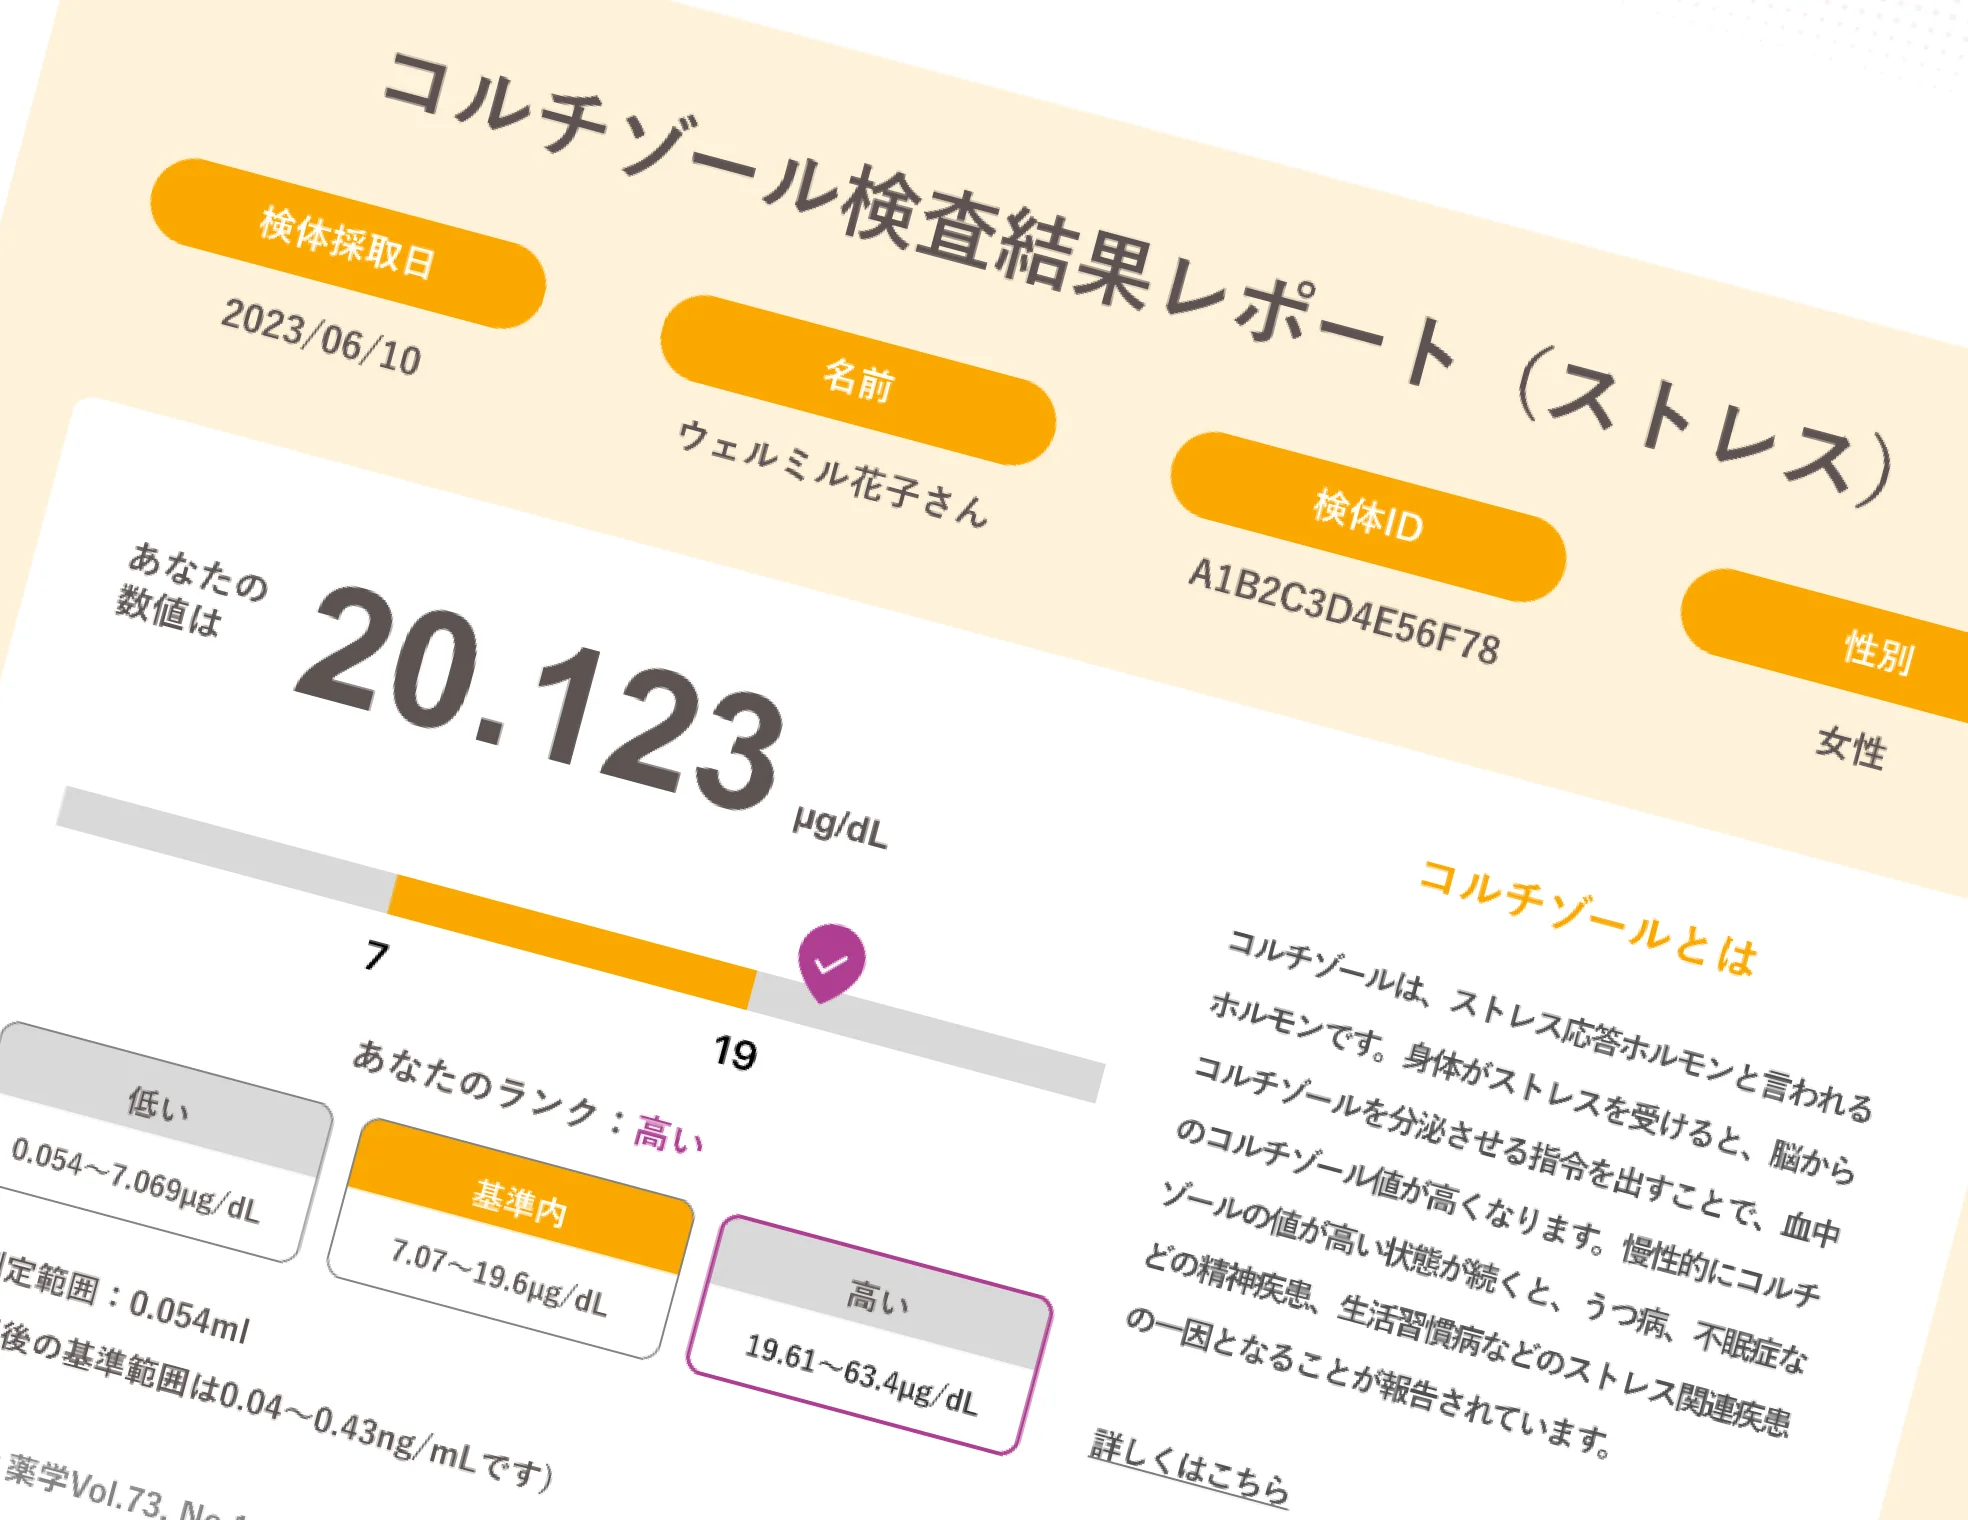 コルチゾール検査結果レポート（ストレス）
検体採取日
2023/06/10
名前
ウェルミル花子さん
検体ID
A1B2C3D4E56F78
性別
女性
あなたの
数値は
20.123 μg/dL
7
19
あなたのランク：高い
低い
0.054〜7.069μg/dL
基準内
7.07〜19.6μg/dL
高い
19.61〜63.4μg/dL
定範囲：0.054ml
後の基準範囲は0.04〜0.43ng/mLです）
薬学Vol.73,
コルチゾールとは
コルチゾールは、ストレス応答ホルモンと言われる
ホルモンです。身体がストレスを受けると、脳から
コルチゾールを分泌させる指令を出すことで、血中
のコルチゾール値が高くなります。慢性的にコルチ
ゾールの値が高い状態が続くと、うつ病、不眠症な
どの精神疾患、生活習慣病などのストレス関連疾患
の一因となることが報告されています。
詳しくはこちら